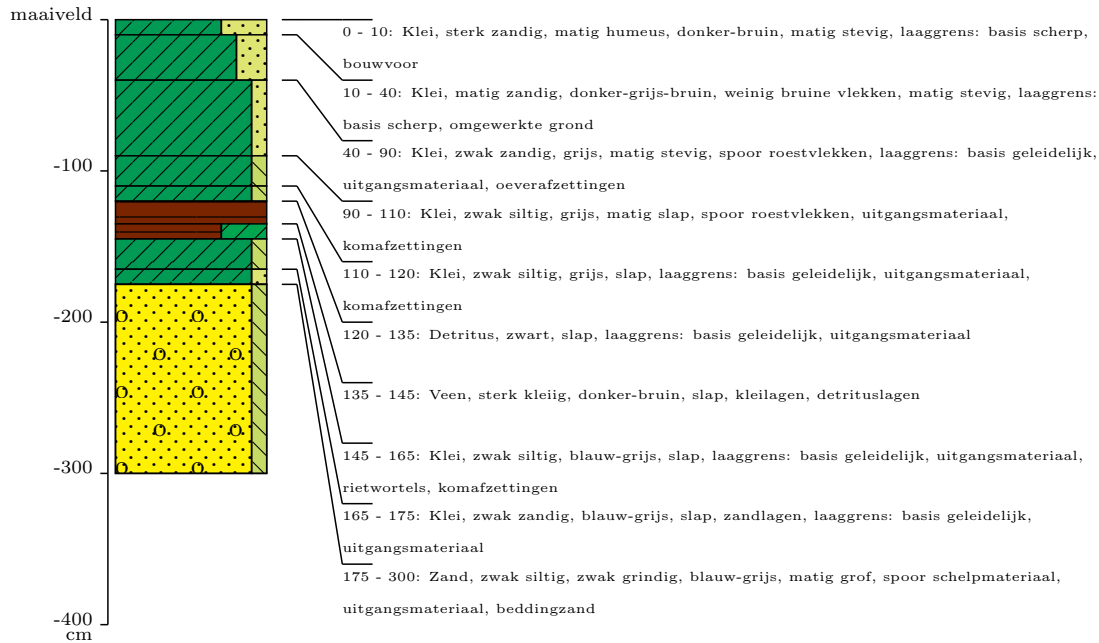 maaiveld
0 - 10: Klei, sterk zandig, matig humeus, donker-bruin, matig stevig, laaggrens: basis scherp,
bouwvoor
10 - 40: Klei, matig zandig, donker-grijs-bruin, weinig bruine vlekken, matig stevig, laaggrens:
basis scherp, omgewerkte grond
40 - 90: Klei, zwak zandig, grijs, matig stevig, spoor roestvlekken, laaggrens: basis geleidelijk,
uitgangsmateriaal, oeverafzettingen
-100
90 - 110: Klei, zwak siltig, grijs, matig slap, spoor roestvlekken, uitgangsmateriaal,
komafzettingen
110 - 120: Klei, zwak siltig, grijs, slap, laaggrens: basis geleidelijk, uitgangsmateriaal,
komafzettingen
-200
120 - 135: Detritus, zwart, slap, laaggrens: basis geleidelijk, uitgangsmateriaal
135 - 145: Veen, sterk kleiig, donker-bruin, slap, kleilagen, detrituslagen
145 - 165: Klei, zwak siltig, blauw-grijs, slap, laaggrens: basis geleidelijk, uitgangsmateriaal,
-300
rietwortels, komafzettingen
165 - 175: Klei, zwak zandig, blauw-grijs, slap, zandlagen, laaggrens: basis geleidelijk,
uitgangsmateriaal
175 - 300: Zand, zwak siltig, zwak grindig, blauw-grijs, matig grof, spoor schelpmateriaal,
uitgangsmateriaal, beddingzand
-400
cm